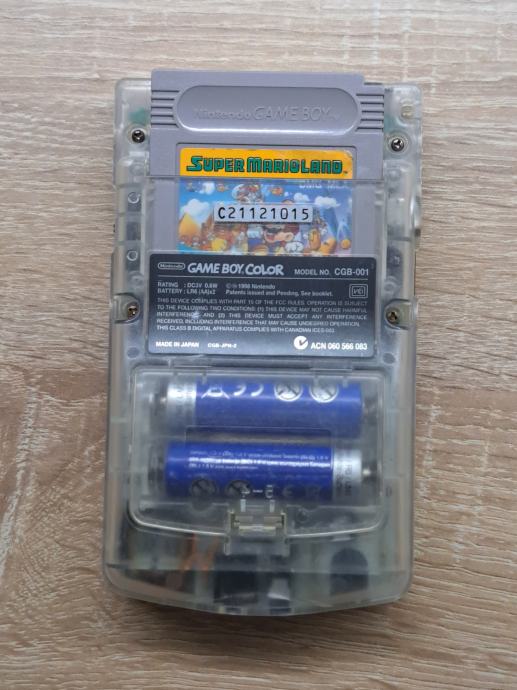 Nintendo GAME BOY TM
SUPER MARIOLAND
C21121015
Nintendo GAME BOY COLOR MODEL NO. CGB-001
RATING : DC3V 0.6W © 1998 Nintendo
BATTERY : LR6 (AA)x2 Patents issued and Pending. See booklet.
THIS DEVICE COMPLIES WITH PART 15 OF THE FCC RULES. OPERATION IS SUBJECT
TO THE FOLLOWING TWO CONDITIONS: (1) THIS DEVICE MAY NOT CAUSE HARMFUL
INTERFERENCE AND (2) THIS DEVICE MUST ACCEPT ANY INTERFERENCE
RECEIVED, INCLUDING INTERFERENCE THAT MAY CAUSE UNDESIRED OPERATION.
THIS CLASS B DIGITAL APPARATUS COMPLIES WITH CANADIAN ICES-003.
MADE IN JAPAN CGB-JPN-2 ACN 060 566 083